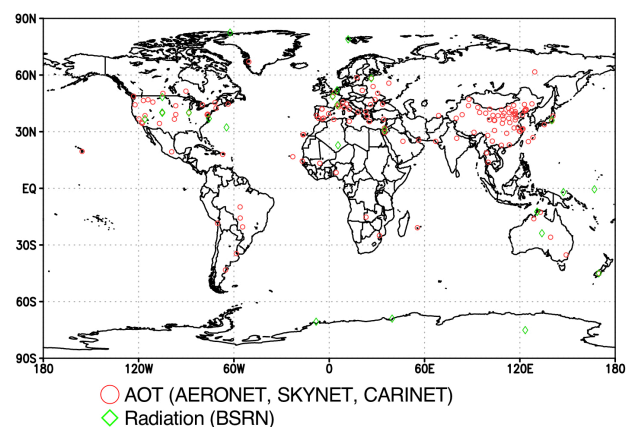 90N
60N
30N
EQ
30S
60S
90S
180 120W 60W 0 60E 120E 180
AOT (AERONET, SKYNET, CARINET)
Radiation (BSRN)